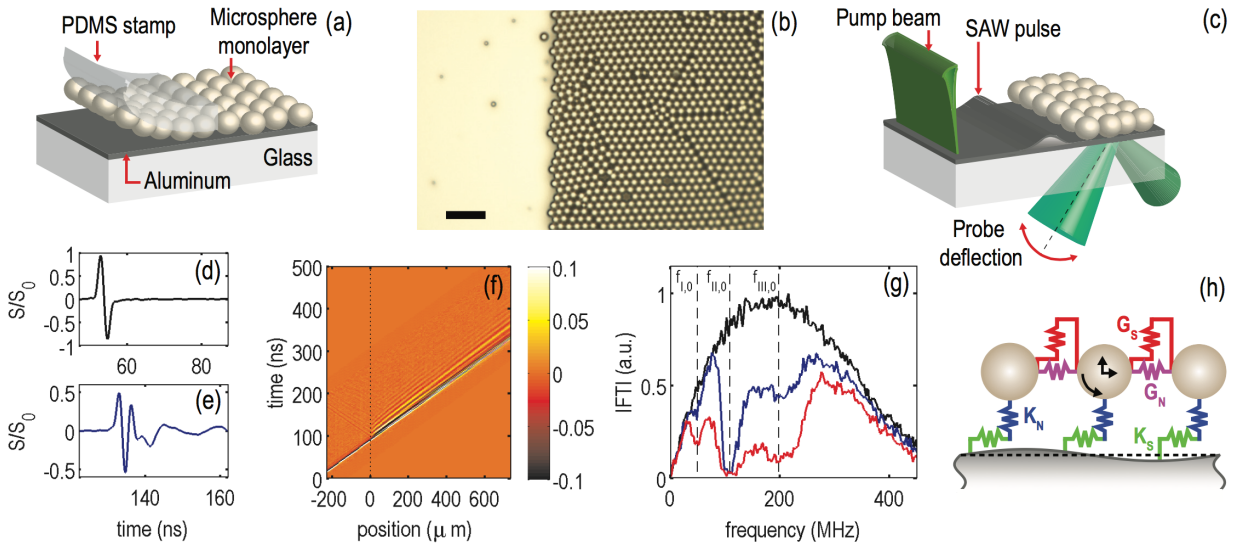 PDMS stamp
Microsphere
monolayer
(a)
Glass
Aluminum
(b)
Pump beam
SAW pulse
(c)
Probe
deflection
(d)
S/S0
1
0.5
0
-0.5
-1
60
80
(e)
S/S0
0.5
0
-0.5
140
160
time (ns)
(f)
time (ns)
500
400
300
200
100
0
-200
0
200
400
600
position (μ m)
0.1
0.05
0
-0.05
-0.1
(g)
fI,0
fII,0
fIII,0
|FT| (a.u.)
1
0.5
0
0
100
200
300
400
frequency (MHz)
(h)
GS
GN
KN
KS